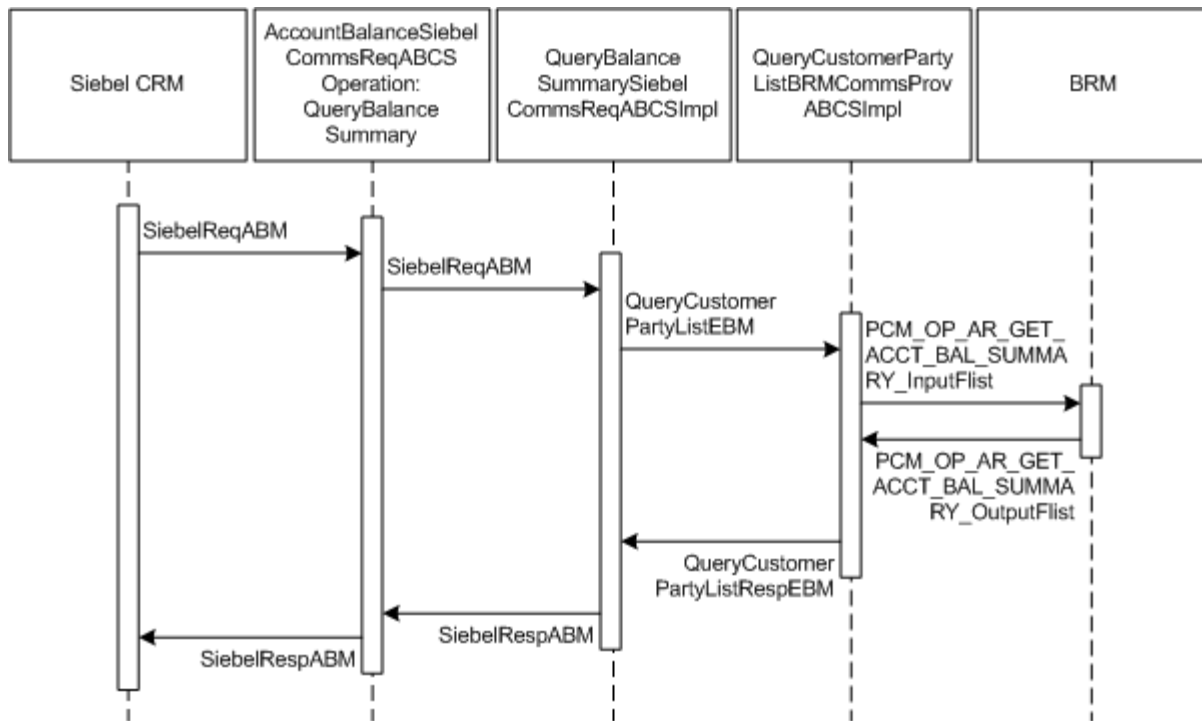 Siebel CRM
AccountBalanceSiebel
CommsReqABCS
Operation:
QueryBalance
Summary
QueryBalance
SummarySiebel
CommsReqABCSImpl
QueryCustomerParty
ListBRMCommsProv
ABCSImpl
BRM
SiebelReqABM
SiebelReqABM
QueryCustomer
PartyListEBM
PCM_OP_AR_GET_
ACCT_BAL_SUMMA
RY_InputFlist
PCM_OP_AR_GET_
ACCT_BAL_SUMMA
RY_OutputFlist
QueryCustomer
PartyListRespEBM
SiebelRespABM
SiebelRespABM